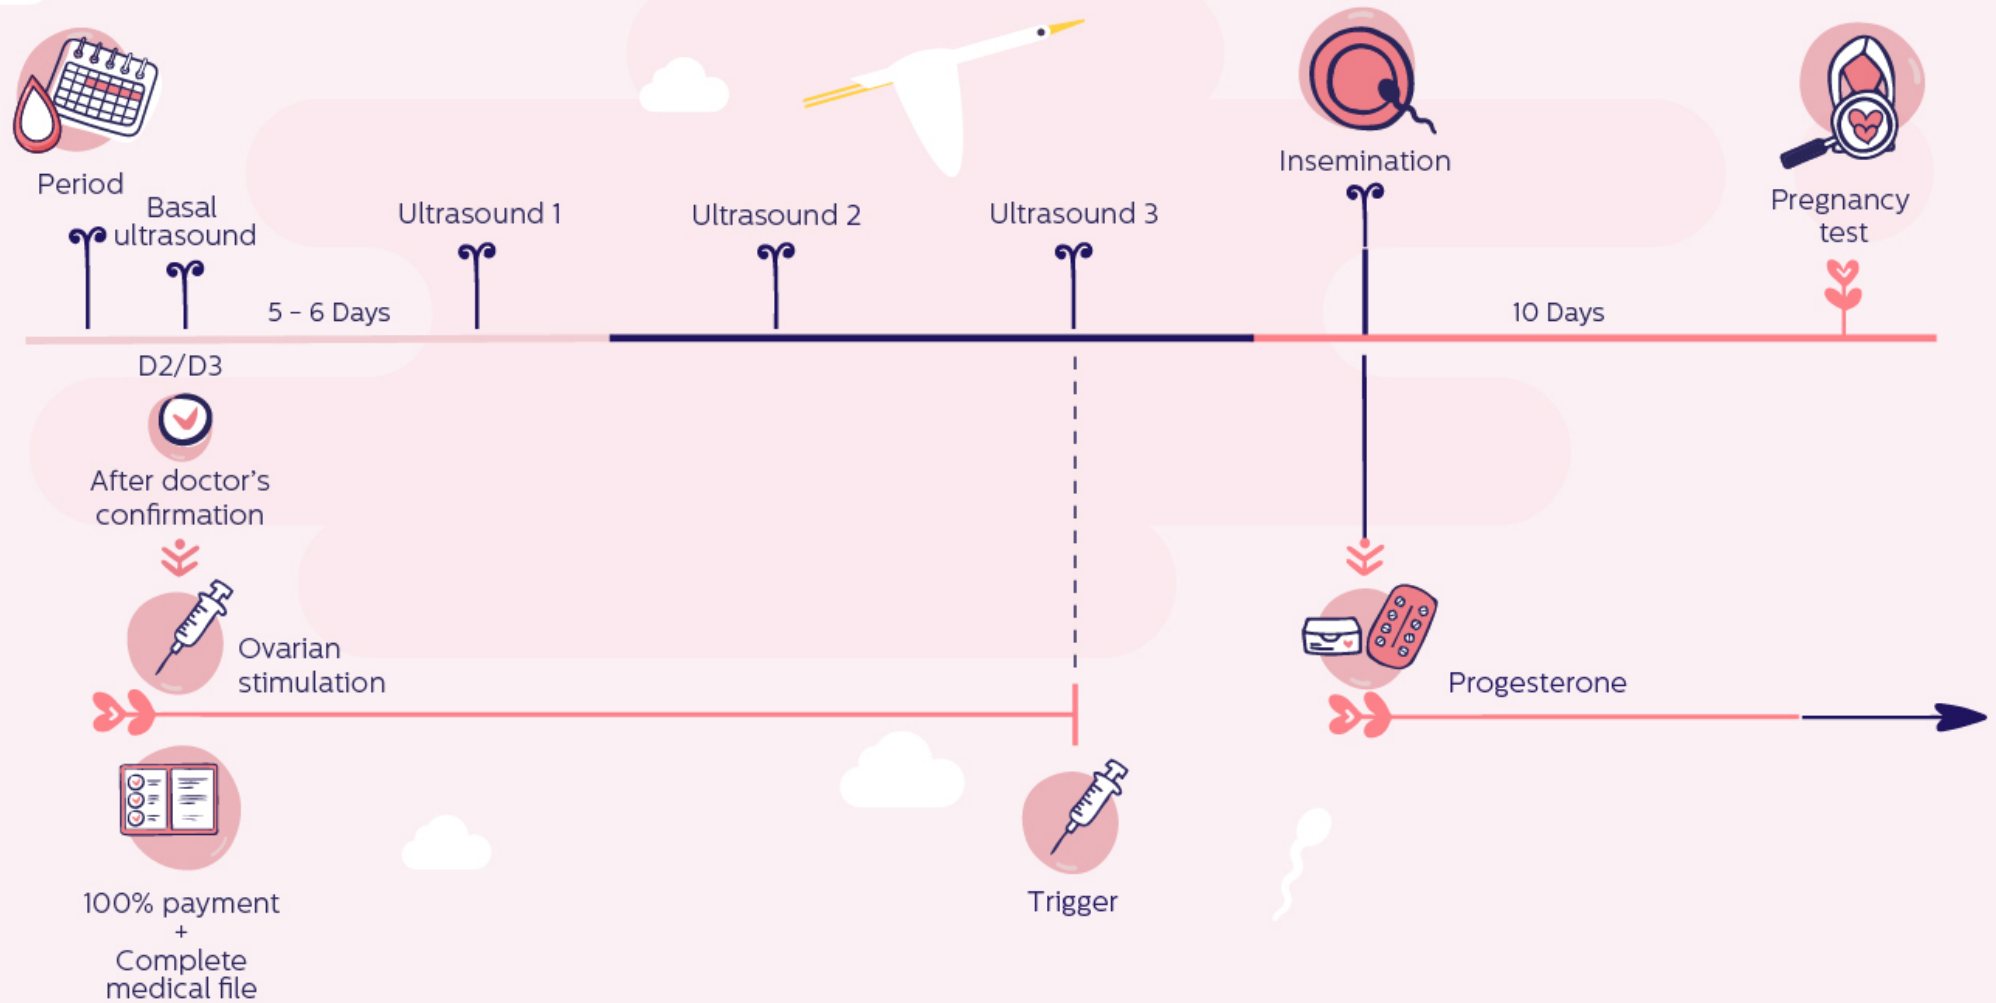 Period
Basal
ultrasound
5 - 6 Days
Ultrasound 1
Ultrasound 2
Ultrasound 3
Insemination
10 Days
Pregnancy
test
D2/D3
After doctor's
confirmation
Ovarian
stimulation
100% payment
+
Complete
medical file
Trigger
Progesterone